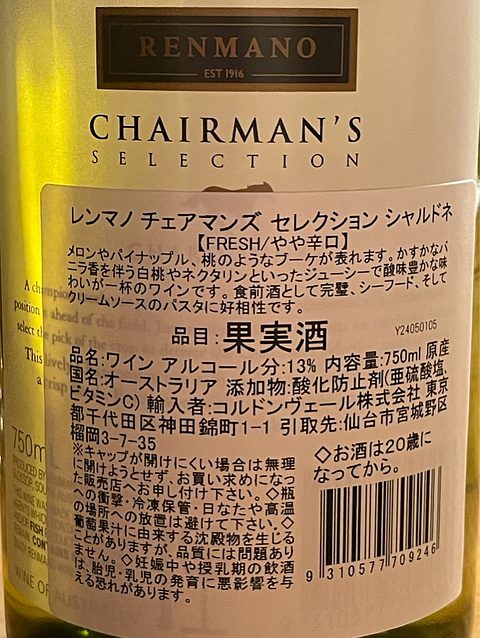 RENMANO
EST 1916
CHAIRMAN'S
SELECTION
レンマノ チェアマンズ セレクション シャルドネ
【FRESH/やや辛口】
メロンやパイナップル、桃のようなブーケが表れます。かすかなバ
ニラ香を伴う白桃やネクタリンといったジューシーで酸味豊かな味
わいが一杯のワインです。食前酒として完璧、シーフード、そして
クリームソースのパスタに好相性です。
品目:果実酒
Y24050105
品名:ワイン アルコール分:13% 内容量:750ml 原産
国名:オーストラリア 添加物:酸化防止剤(亜硫酸塩、
ビタミンC) 輸入者:コルドンヴェール株式会社 東京
都千代田区神田錦町1-1 引取先:仙台市宮城野区
榴岡3-7-35
※キャップが開けにくい場合は無理
に開けようとせず、お買い求めになっ
た販売店へお申し付け下さい。◇瓶
への衝撃・冷凍保管・日なたや高温
の場所への放置は避けて下さい。◇
葡萄果汁に由来する沈殿物を生じる
ことがありますが、品質には問題あり
ません。◇妊娠中や授乳期の飲酒
は、胎児・乳児の発育に悪影響を与
える恐れがあります。
◇お酒は20歳に
なってから。
9 310577 709246
A
position
select the
This
a
750ml
WINE OF AUS